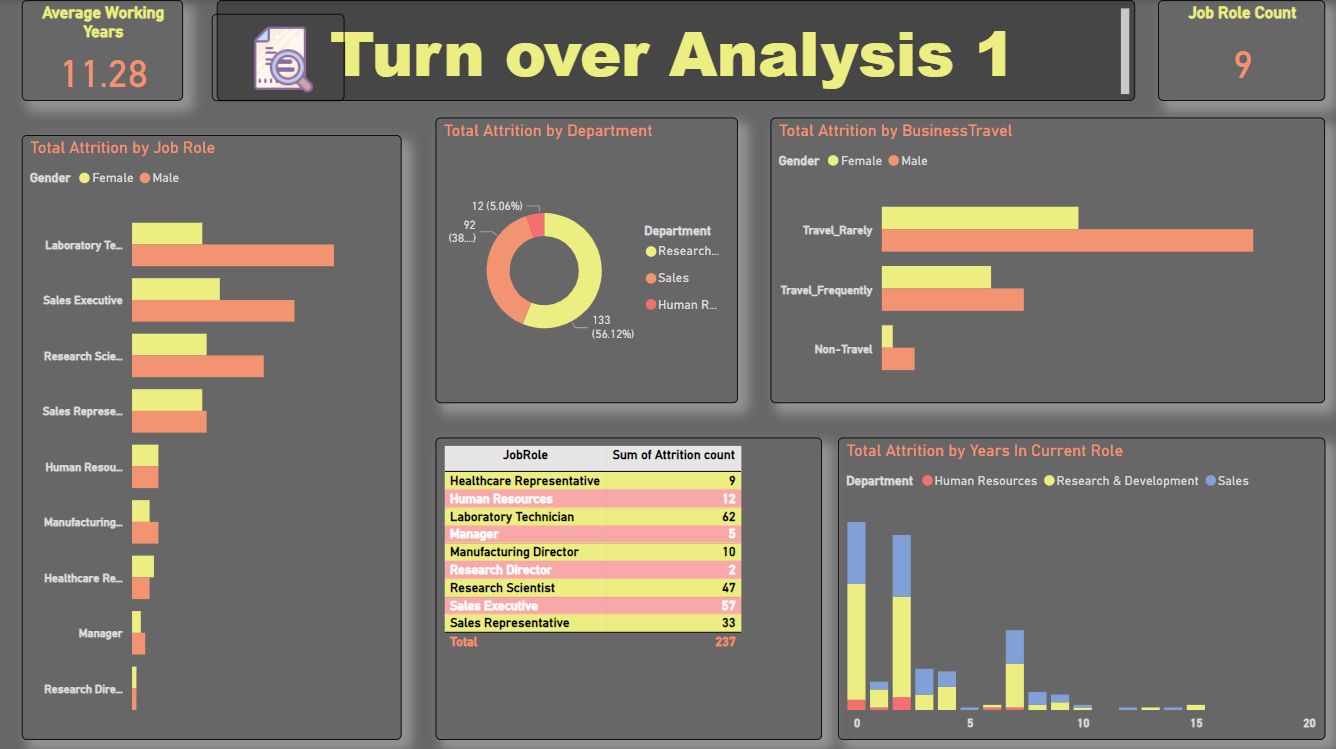 Average Working
Years
11.28
Turn over Analysis 1
Job Role Count
9
Total Attrition by Job Role
Gender Female Male
Laboratory Te...
Sales Executive
Research Scie...
Sales Represe...
Human Resou...
Manufacturing...
Healthcare Re...
Manager
Research Dire...
Total Attrition by Department
12 (5.06%)
92
(38....)
133
(56.12%)
Department
Research...
Sales
Human R...
Total Attrition by BusinessTravel
Gender Female Male
Travel_Rarely
Travel_Frequently
Non-Travel
JobRole Sum of Attrition count
Healthcare Representative 9
Human Resources 12
Laboratory Technician 62
Manager 5
Manufacturing Director 10
Research Director 2
Research Scientist 47
Sales Executive 57
Sales Representative 33
Total 237
Total Attrition by Years In Current Role
Department Human Resources Research & Development Sales
0 5 10 15 20